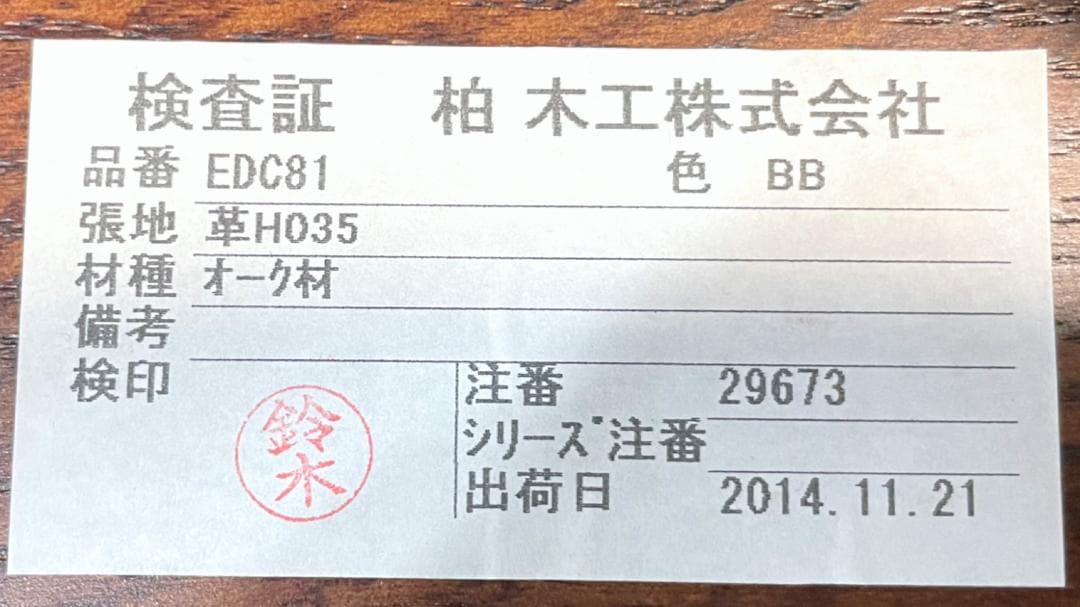 検査証 柏 木工株式会社
品番 EDC81 色 BB
張地 革H035
材種 オーク材
備考
検印
鈴木
注番 29673
シリーズ注番
出荷日 2014.11.21